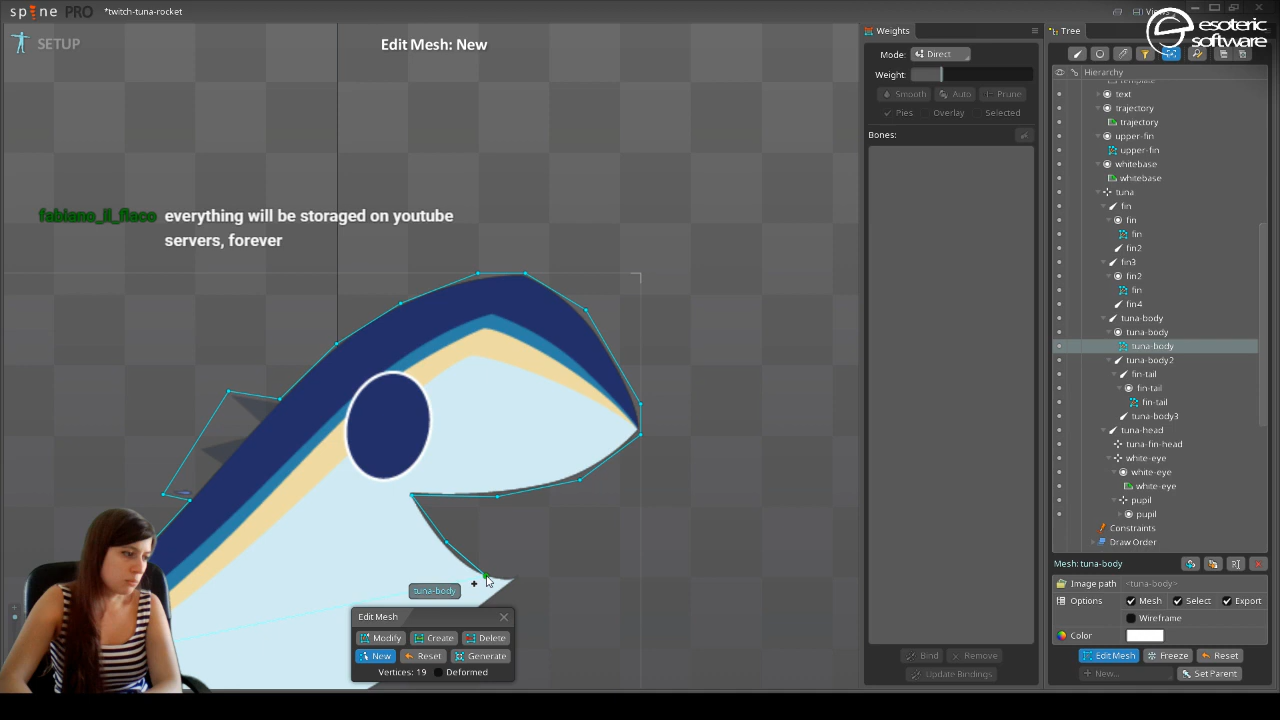 spine PRO
*twitch-tuna-rocket
Views
SETUP
Edit Mesh: New
esoteric
software
fabiano_il_fiaco everything will be storaged on youtube
servers, forever
tuna-body
Edit Mesh
Modify
Create
Delete
New
Reset
Generate
Vertices: 19
Deformed
Weights
Mode:
Direct
Weight:
Smooth
Auto
Prune
Pies
Overlay
Selected
Bones:
Bind
Remove
Update Bindings
Tree
Hierarchy
template
text
trajectory
trajectory
upper-fin
upper-fin
whitebase
whitebase
tuna
fin
fin
fin
fin2
fin3
fin2
fin
fin4
tuna-body
tuna-body
tuna-body
tuna-body2
fin-tail
fin-tail
fin-tail
tuna-body3
tuna-head
tuna-fin-head
white-eye
white-eye
white-eye
pupil
pupil
Constraints
Draw Order
Mesh: tuna-body
Image path
<tuna-body>
Options
Mesh
Select
Export
Wireframe
Color
Edit Mesh
Freeze
Reset
New...
Set Parent